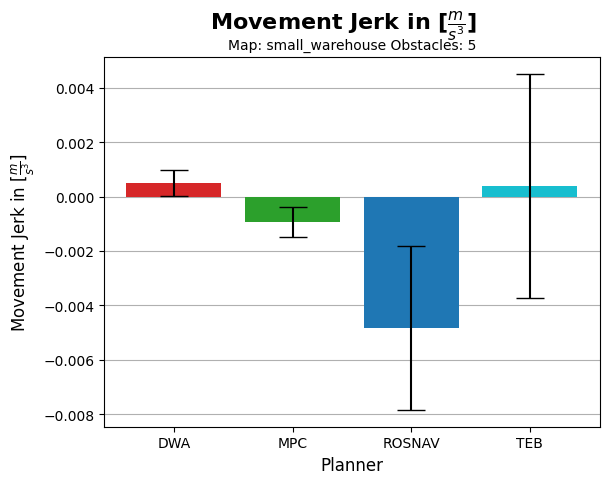 Movement Jerk in [$\frac{m}{s^3}$]
Map: small_warehouse Obstacles: 5
Movement Jerk in [$\frac{m}{s^3}$]
0.004
0.002
0.000
−0.002
−0.004
−0.006
−0.008
DWA MPC ROSNAV TEB
Planner